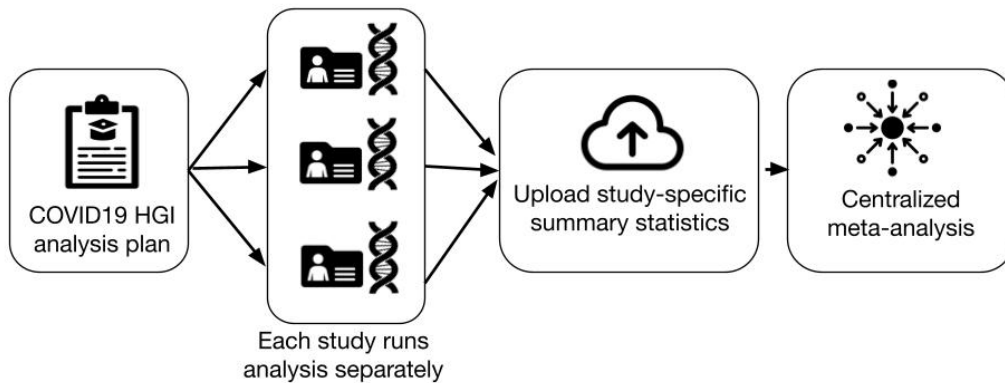 COVID19 HGI
analysis plan
Each study runs
analysis separately
Upload study-specific
summary statistics
Centralized
meta-analysis